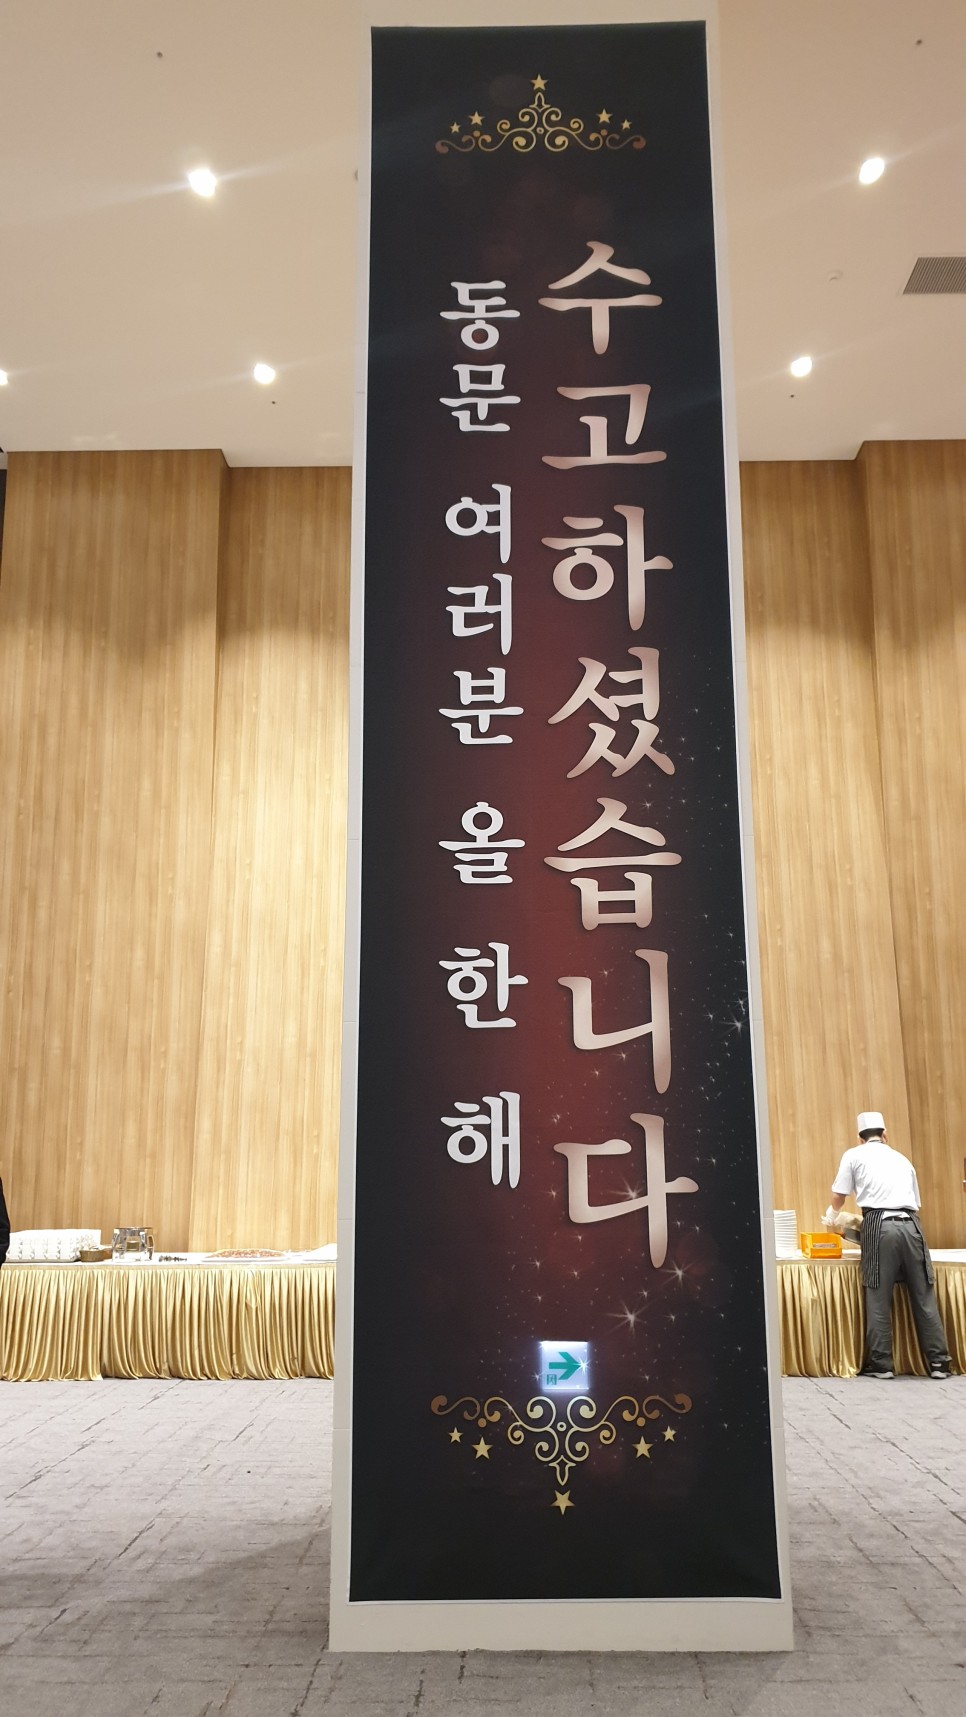 동문 여러분 올 한 해
수고하셨습니다